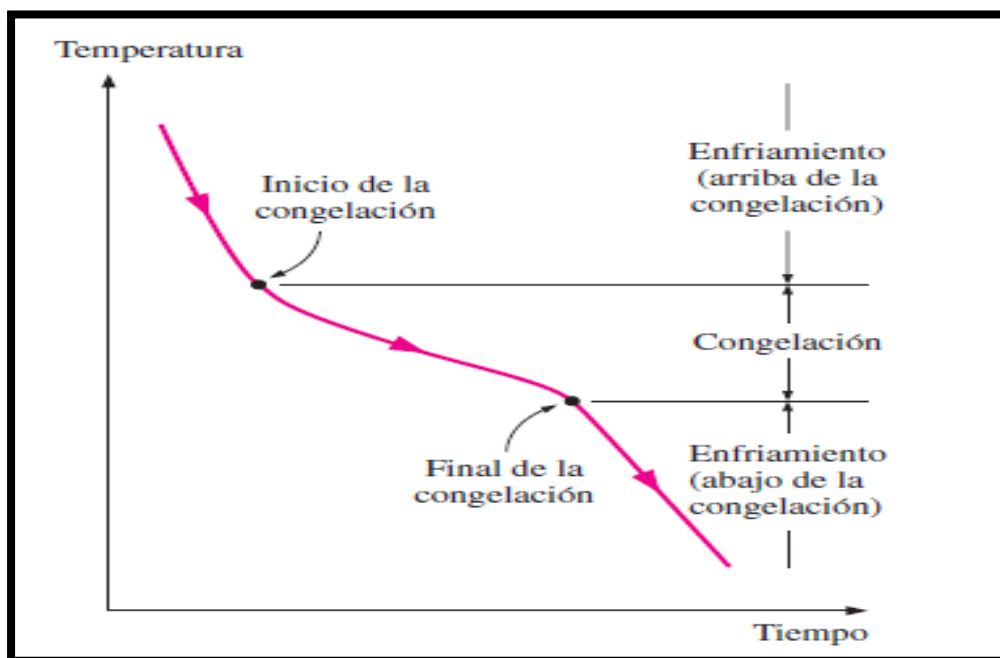 Temperatura
Inicio de la
congelación
Enfriamiento
(arriba de la
congelación)
Congelación
Final de la
congelación
Enfriamiento
(abajo de la
congelación)
Tiempo